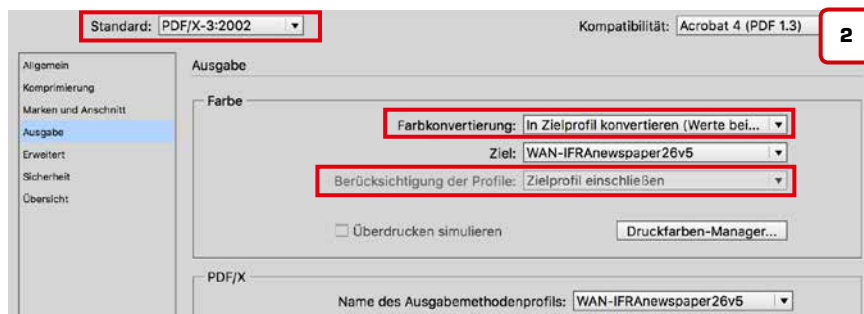 Standard: PDF/X-3:2002
Kompatibilität: Acrobat 4 (PDF 1.3)
2
Allgemein
Komprimierung
Marken und Anschnitt
Ausgabe
Erweitert
Sicherheit
Übersicht
Ausgabe
Farbe
Farbkonvertierung: In Zielprofil konvertieren (Werte bei...
Ziel: WAN-IFRAnewspaper26v5
Berücksichtigung der Profile: Zielprofil einschließen
Überdrucken simulieren
Druckfarben-Manager...
PDF/X
Name des Ausgabemethodenprofils: WAN-IFRAnewspaper26v5